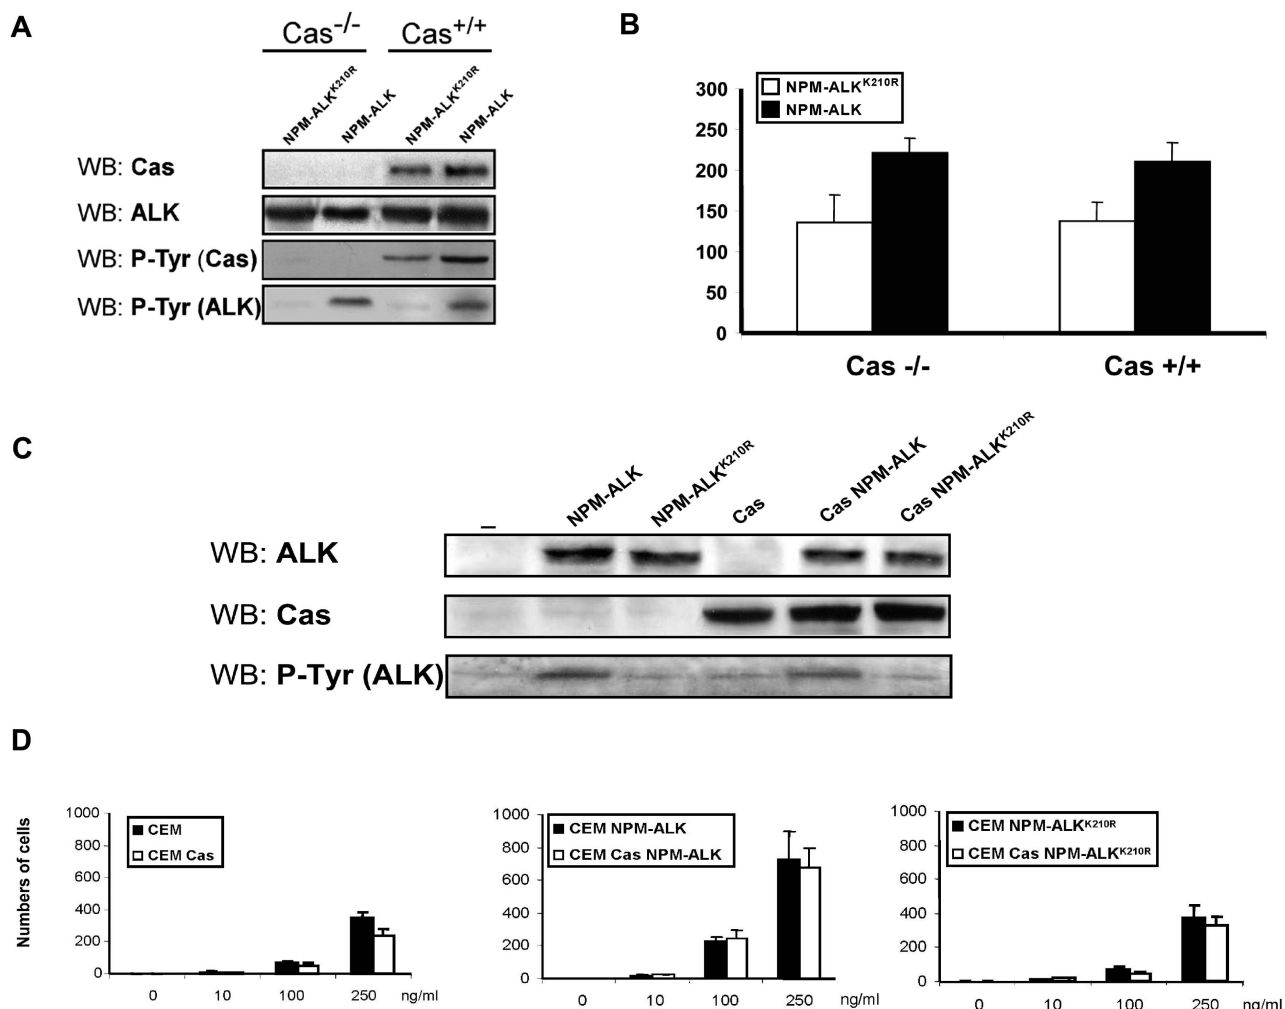 A
Cas-/-
Cas+/+
NPM-ALKK210R
NPM-ALK
NPM-ALKK210R
NPM-ALK
WB: Cas
WB: ALK
WB: P-Tyr (Cas)
WB: P-Tyr (ALK)
B
NPM-ALKK210R
NPM-ALK
300
250
200
150
100
50
0
Cas -/-
Cas +/+
C
–
NPM-ALK
NPM-ALKK210R
Cas
Cas NPM-ALK
Cas NPM-ALKK210R
WB: ALK
WB: Cas
WB: P-Tyr (ALK)
D
Numbers of cells
1000
800
600
400
200
0
CEM
CEM Cas
0 10 100 250 ng/ml
1000
800
600
400
200
0
CEM NPM-ALK
CEM Cas NPM-ALK
0 10 100 250 ng/ml
1000
800
600
400
200
0
CEM NPM-ALKK210R
CEM Cas NPM-ALKK210R
0 10 100 250 ng/ml